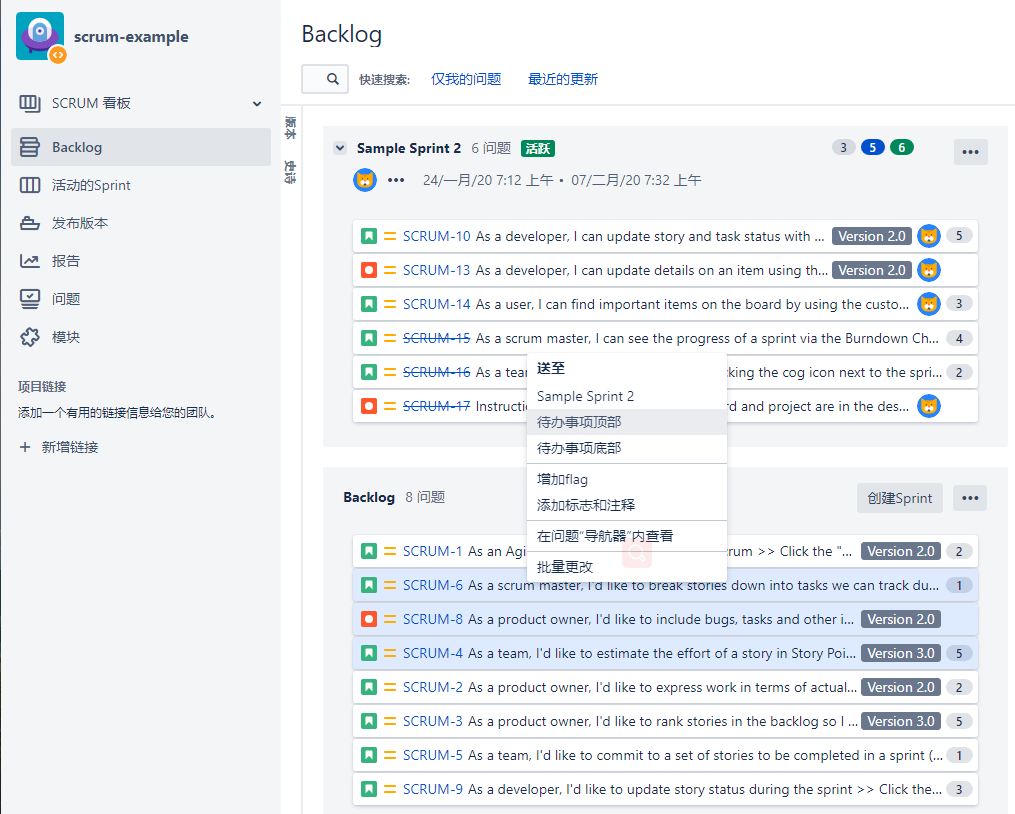 scrum-example
SCRUM 看板
Backlog
活动的Sprint
发布版本
报告
问题
模块
项目链接
添加一个有用的链接信息给您的团队。
+ 新增链接
Backlog
快速搜索: 仅我的问题 最近的更新
版本
史诗
Sample Sprint 2 6 问题 活跃 3 5 6 •••
••• 24/一月/20 7:12 上午 • 07/二月/20 7:32 上午
SCRUM-10 As a developer, I can update story and task status with ... Version 2.0 5
SCRUM-13 As a developer, I can update details on an item using th... Version 2.0
SCRUM-14 As a user, I can find important items on the board by using the custo... 3
SCRUM-15 As a scrum master, I can see the progress of a sprint via the Burndown Ch... 4
SCRUM-16 As a tea king the cog icon next to the spri... 2
SCRUM-17 Instructi rd and project are in the des...
送至
Sample Sprint 2
待办事项顶部
待办事项底部
增加flag
添加标志和注释
在问题“导航器”内查看
批量更改
Backlog 8 问题 创建Sprint •••
SCRUM-1 As an Agi crum >> Click the "... Version 2.0 2
SCRUM-6 As a scrum master, I'd like to break stories down into tasks we can track du... 1
SCRUM-8 As a product owner, I'd like to include bugs, tasks and other i... Version 2.0
SCRUM-4 As a team, I'd like to estimate the effort of a story in Story Poi... Version 3.0 5
SCRUM-2 As a product owner, I'd like to express work in terms of actual... Version 2.0 2
SCRUM-3 As a product owner, I'd like to rank stories in the backlog so I ... Version 3.0 5
SCRUM-5 As a team, I'd like to commit to a set of stories to be completed in a sprint (... 1
SCRUM-9 As a developer, I'd like to update story status during the sprint >> Click the... 3